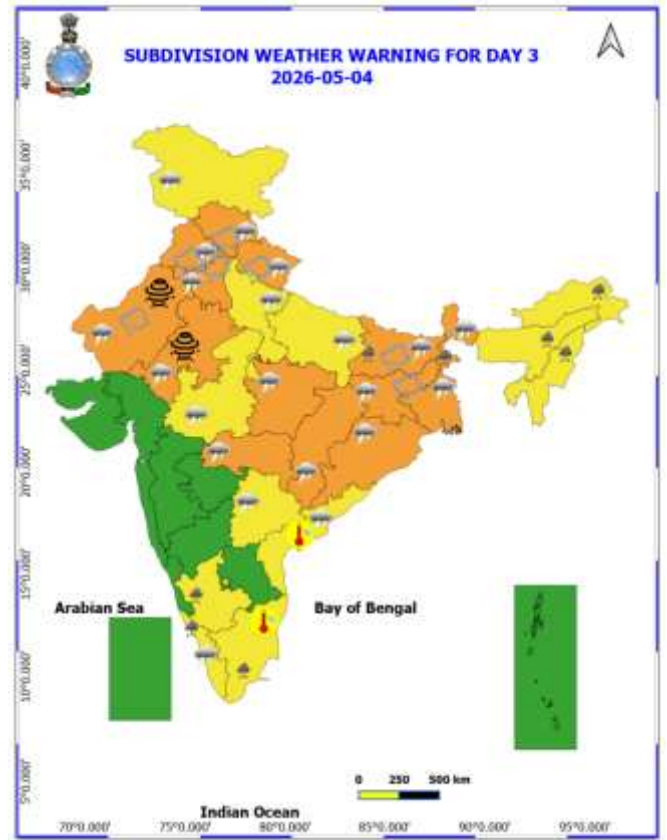 SUBDIVISION WEATHER WARNING FOR DAY 3
2026-05-04
40°0.000'
35°0.000'
30°0.000'
25°0.000'
20°0.000'
15°0.000'
Arabian Sea
Bay of Bengal
10°0.000'
5°0.000'
0 250 500 km
Indian Ocean
70°0.000' 75°0.000' 80°0.000' 85°0.000' 90°0.000' 95°0.000'